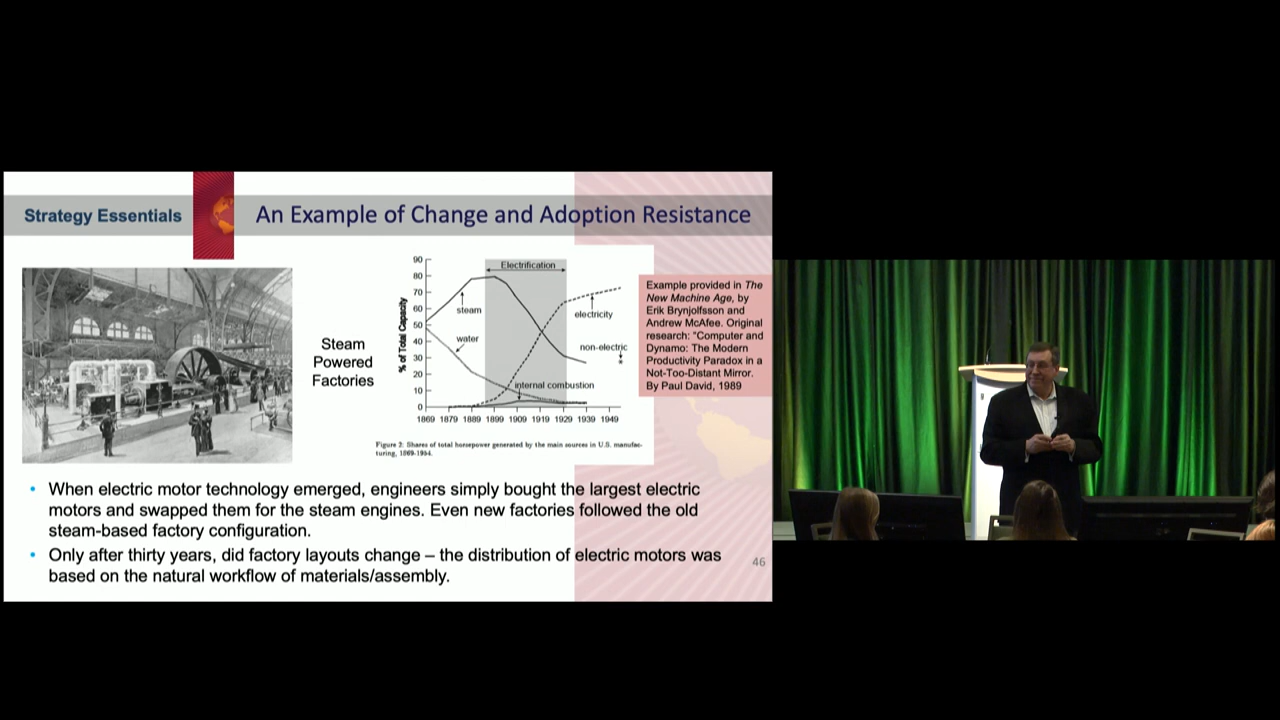 Strategy Essentials
An Example of Change and Adoption Resistance
Steam
Powered
Factories
% of Total Capacity
90
80
70
60
50
40
30
20
10
0
Electrification
steam
water
electricity
non-electric
internal combustion
1869 1879 1889 1899 1909 1919 1929 1939 1949
Figure 2: Shares of total horsepower generated by the main sources in U.S. manufac-
turing, 1869-1954.
Example provided in The
New Machine Age, by
Erik Brynjolfsson and
Andrew McAfee. Original
research: “Computer and
Dynamo: The Modern
Productivity Paradox in a
Not-Too-Distant Mirror.
By Paul David, 1989
• When electric motor technology emerged, engineers simply bought the largest electric
motors and swapped them for the steam engines. Even new factories followed the old
steam-based factory configuration.
• Only after thirty years, did factory layouts change – the distribution of electric motors was
based on the natural workflow of materials/assembly.
46